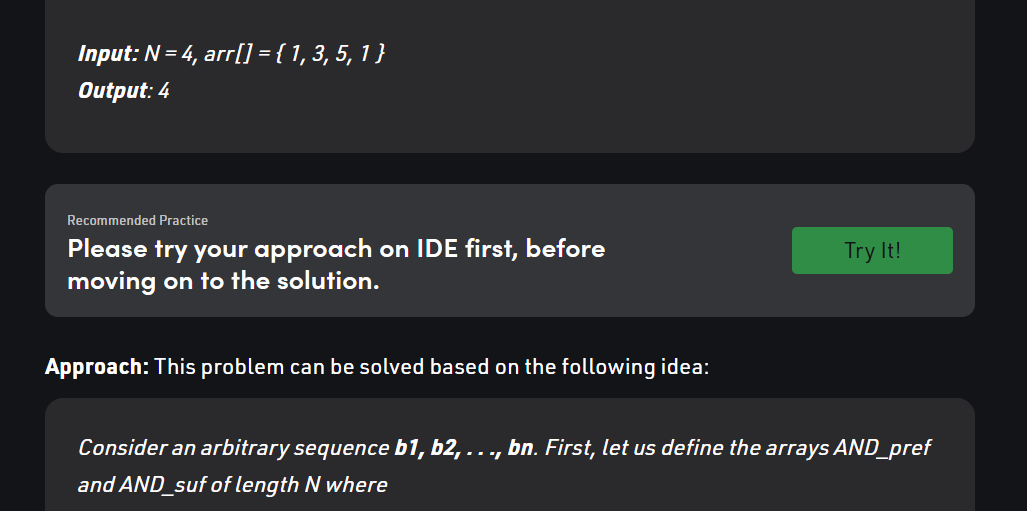 Input: N = 4, arr[] = { 1, 3, 5, 1 }
Output: 4
Recommended Practice
Please try your approach on IDE first, before
moving on to the solution.
Try It!
Approach: This problem can be solved based on the following idea:
Consider an arbitrary sequence b1, b2, . . ., bn. First, let us define the arrays AND_pref
and AND_suf of length N where